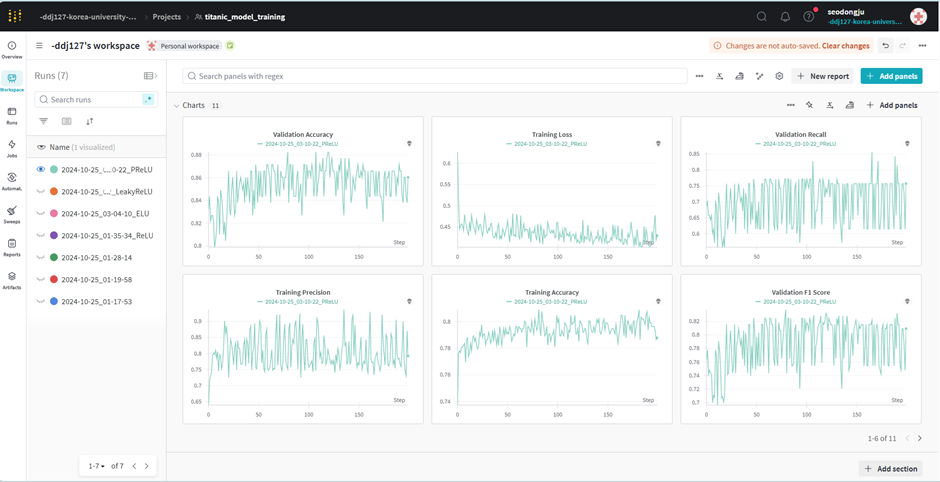 -ddj127-korea-university-... > Projects > titanic_model_training
seodongju
-ddj127-korea-univers...
Overview
Workspace
Runs
Jobs
Automat..
Sweeps
Reports
Artifacts
-ddj127's workspace
Personal workspace
Changes are not auto-saved. Clear changes
Runs (7)
Search runs
.*
Name (1 visualized)
2024-10-25_\...0-22_PReLU
2024-10-25_\...:-_LeakyReLU
2024-10-25_03-04-10_ELU
2024-10-25_01-35-34_ReLU
2024-10-25_01-28-14
2024-10-25_01-19-58
2024-10-25_01-17-53
1-7 of 7
Search panels with regex
New report
Add panels
Charts 11
Add panels
Validation Accuracy
2024-10-25_03-10-22_PReLU
0.88
0.86
0.84
0.82
0.8
Step
0 50 100 150
Training Loss
2024-10-25_03-10-22_PReLU
0.6
0.55
0.5
0.45
Step
0 50 100 150
Validation Recall
2024-10-25_03-10-22_PReLU
0.85
0.8
0.75
0.7
0.65
0.6
Step
0 50 100 150
Training Precision
2024-10-25_03-10-22_PReLU
0.9
0.85
0.8
0.75
0.7
0.65
Step
0 50 100 150
Training Accuracy
2024-10-25_03-10-22_PReLU
0.8
0.78
0.76
0.74
Step
0 50 100 150
Validation F1 Score
2024-10-25_03-10-22_PReLU
0.82
0.8
0.78
0.76
0.74
0.72
0.7
Step
0 50 100 150
1-6 of 11
Add section